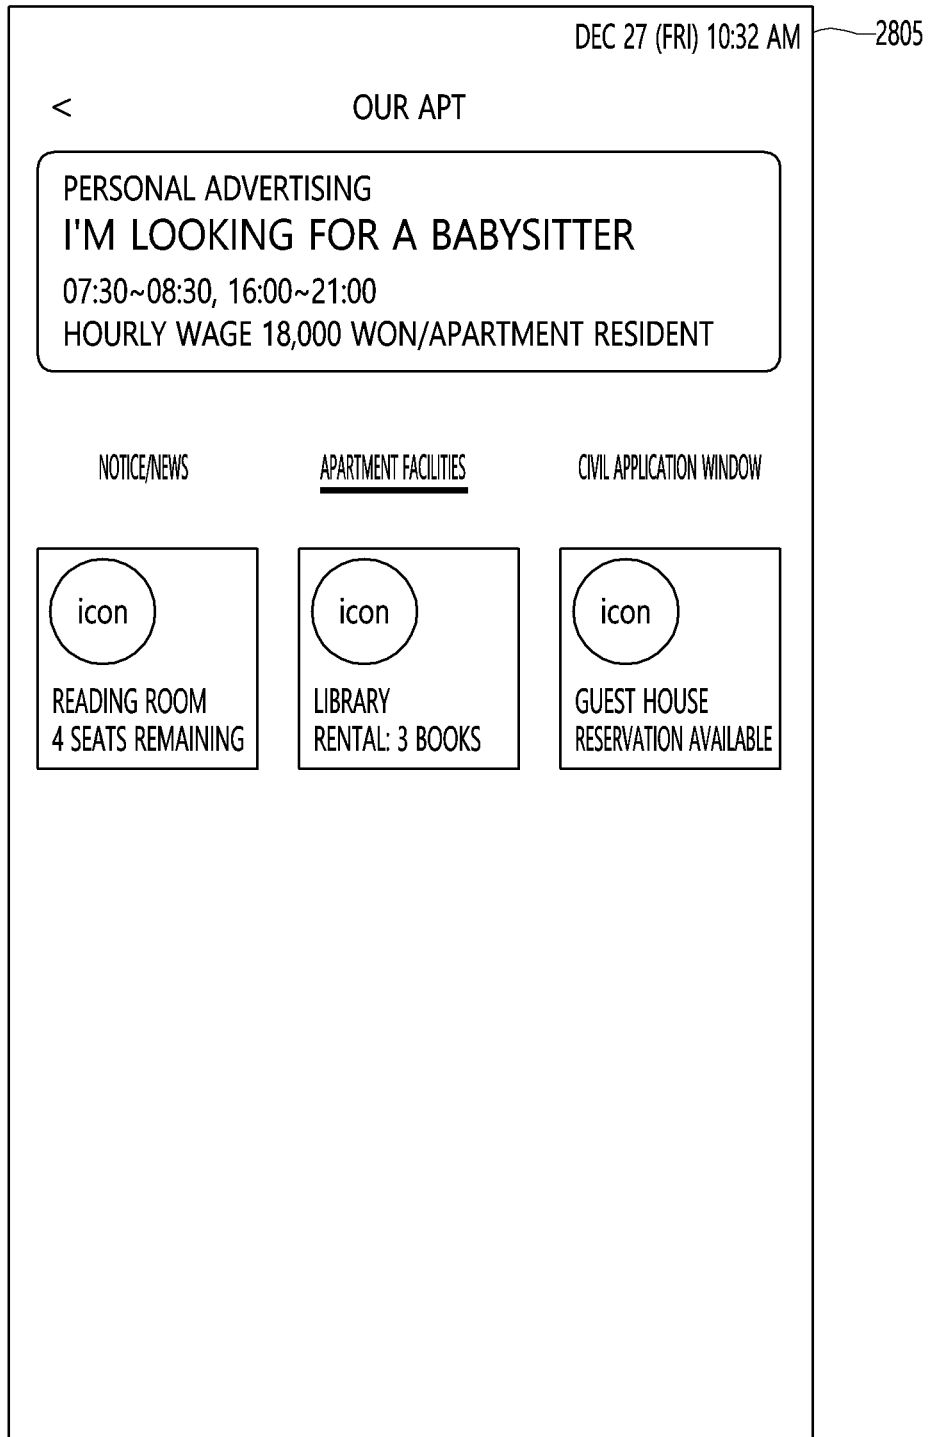 DEC 27 (FRI) 10:32 AM
2805
< OUR APT
PERSONAL ADVERTISING
I'M LOOKING FOR A BABYSITTER
07:30~08:30, 16:00~21:00
HOURLY WAGE 18,000 WON/APARTMENT RESIDENT
NOTICE/NEWS
APARTMENT FACILITIES
CIVIL APPLICATION WINDOW
icon
READING ROOM
4 SEATS REMAINING
icon
LIBRARY
RENTAL: 3 BOOKS
icon
GUEST HOUSE
RESERVATION AVAILABLE